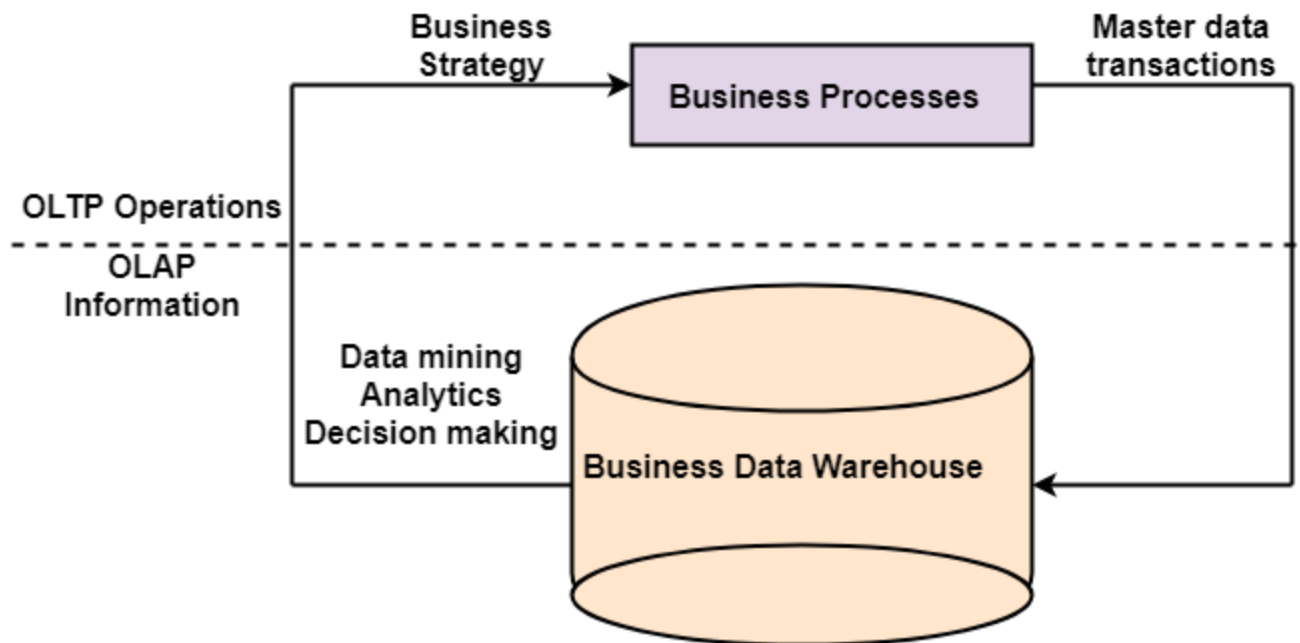 Business
Strategy
Business Processes
Master data
transactions
OLTP Operations
OLAP
Information
Data mining
Analytics
Decision making
Business Data Warehouse